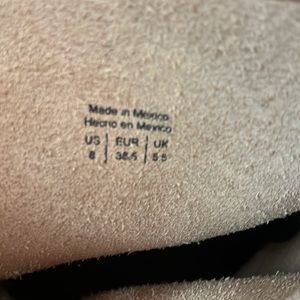 Made in Mexico
Hecho en Mexico
US | EUR | UK
8 | 38.5 | 5.5